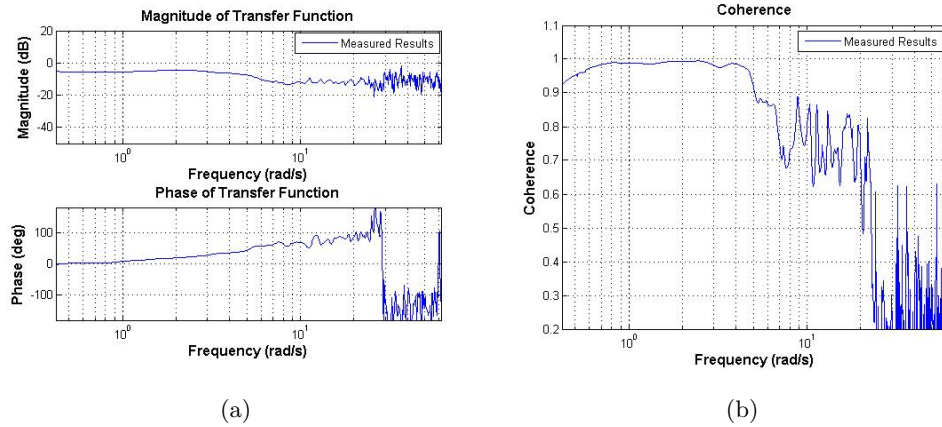 Magnitude of Transfer Function
Measured Results
Magnitude (dB)
20
0
-20
-40
10^0
10^1
Frequency (rad/s)
Phase of Transfer Function
Phase (deg)
100
0
-100
10^0
10^1
Frequency (rad/s)
(a)
Coherence
Measured Results
Coherence
1.1
1
0.9
0.8
0.7
0.6
0.5
0.4
0.3
0.2
10^0
10^1
Frequency (rad/s)
(b)